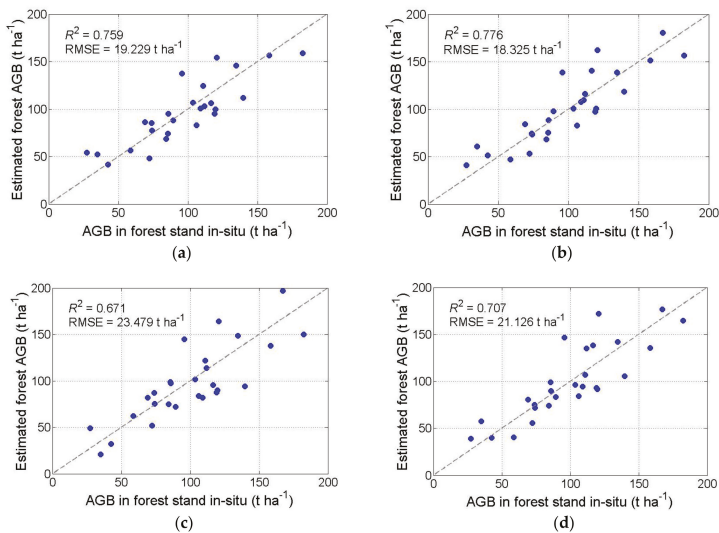 R² = 0.759
RMSE = 19.229 t ha⁻¹
Estimated forest AGB (t ha⁻¹)
200
150
100
50
0
50
100
150
200
AGB in forest stand in-situ (t ha⁻¹)
(a)
R² = 0.776
RMSE = 18.325 t ha⁻¹
Estimated forest AGB (t ha⁻¹)
200
150
100
50
0
0
50
100
150
200
AGB in forest stand in-situ (t ha⁻¹)
(b)
R² = 0.671
RMSE = 23.479 t ha⁻¹
Estimated forest AGB (t ha⁻¹)
200
150
100
50
0
0
50
100
150
200
AGB in forest stand in-situ (t ha⁻¹)
(c)
R² = 0.707
RMSE = 21.126 t ha⁻¹
Estimated forest AGB (t ha⁻¹)
200
150
100
50
0
0
50
100
150
200
AGB in forest stand in-situ (t ha⁻¹)
(d)